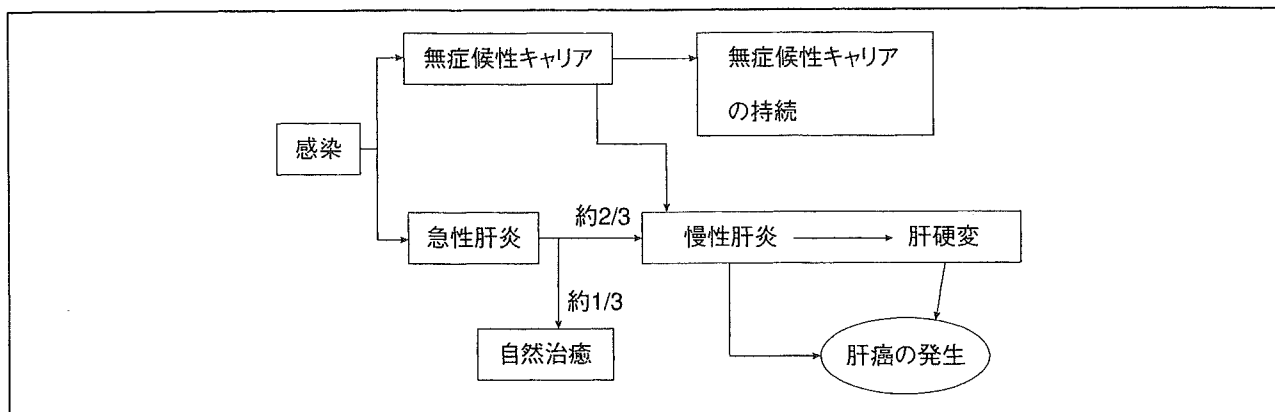 無症候性キャリア
無症候性キャリア
の持続
感染
急性肝炎
約2/3
慢性肝炎
肝硬変
約1/3
自然治癒
肝癌の発生